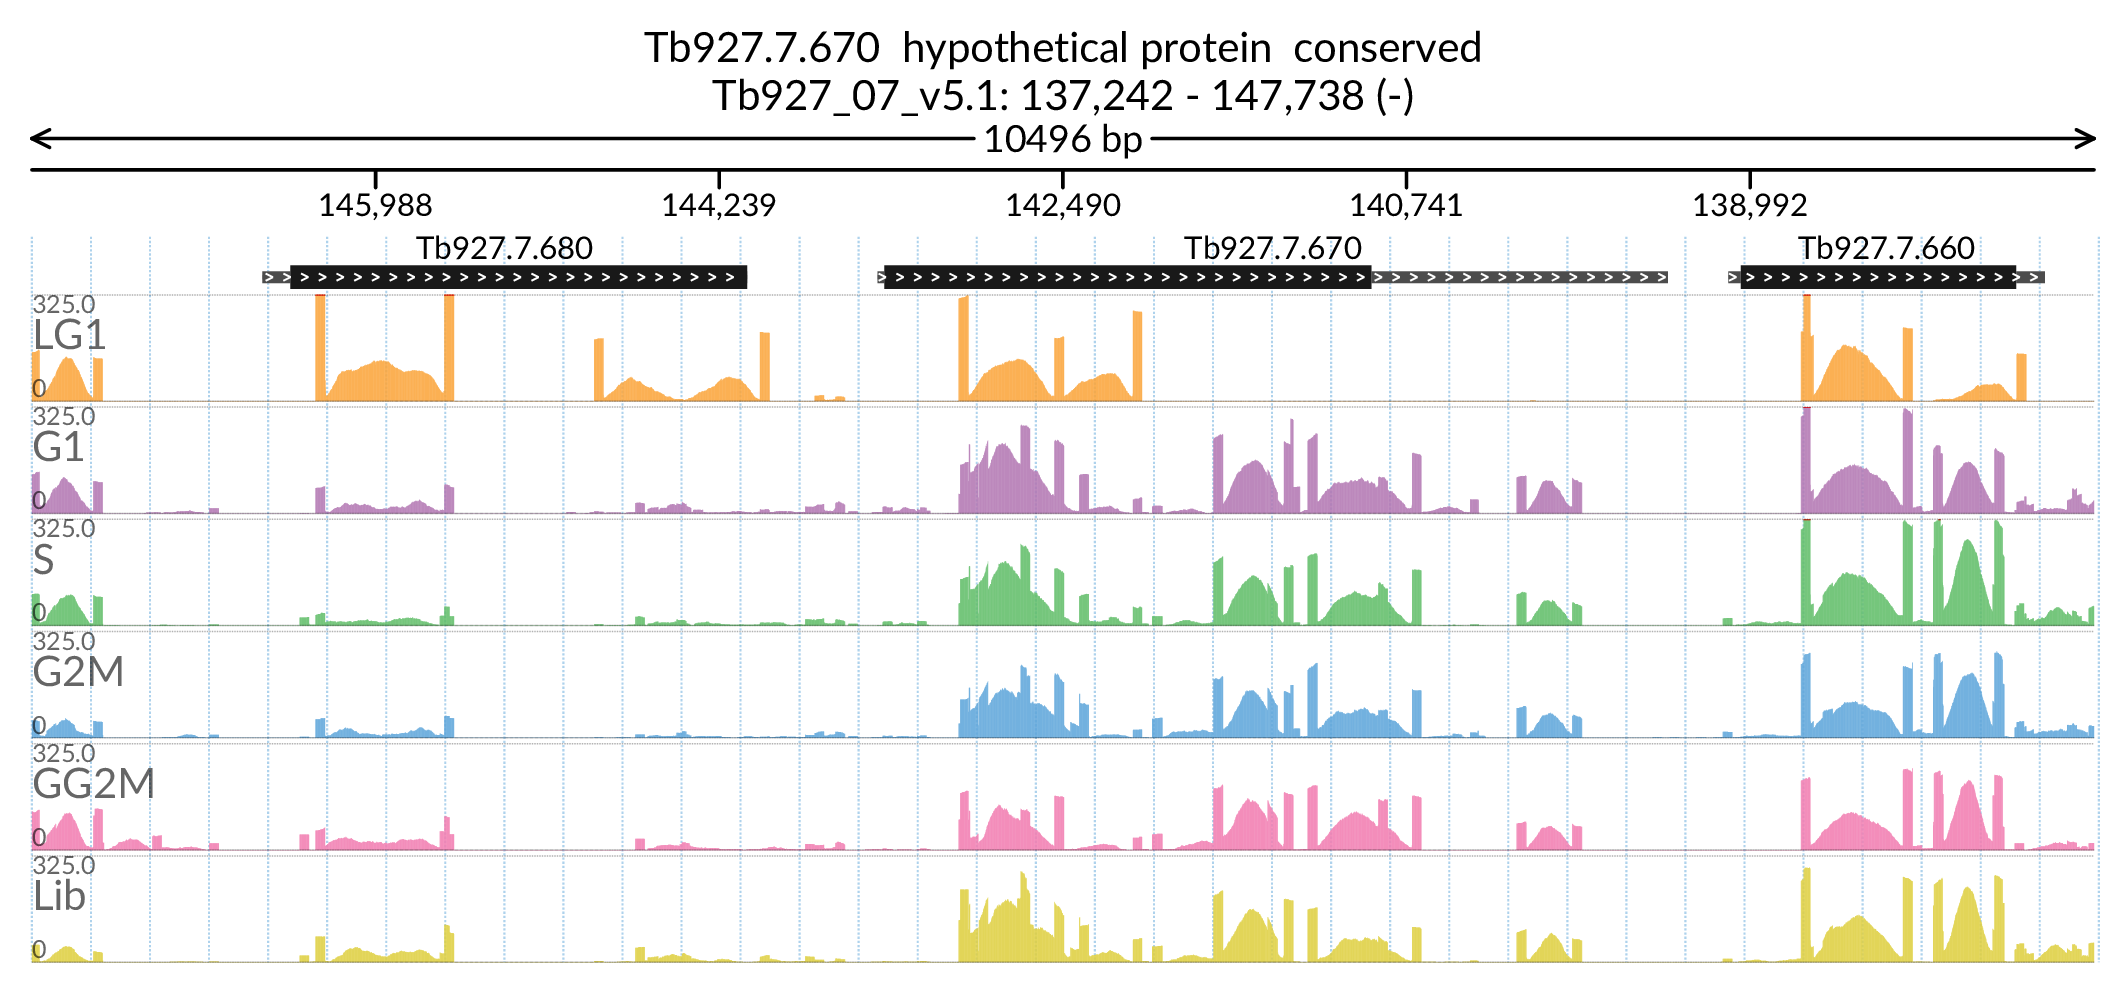 Tb927.7.670  hypothetical protein  conserved
Tb927_07_v5.1: 137,242 - 147,738 (-)
10496 bp
145,988 144,239 142,490 140,741 138,992
Tb927.7.680 Tb927.7.670 Tb927.7.660
325.0
LG1
0
325.0
G1
0
325.0
S
0
325.0
G2M
0
325.0
GG2M
0
325.0
Lib
0